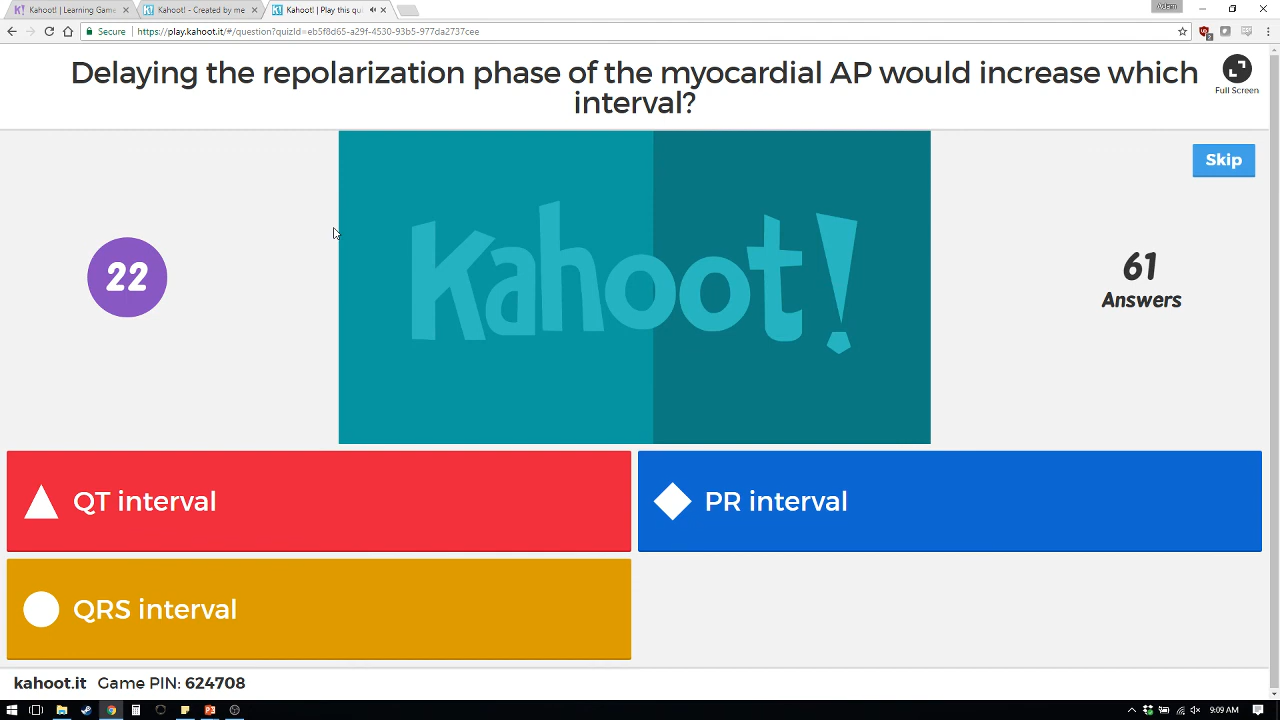 Kahoot! | Learning Game
Kahoot! - Created by me
Kahoot! | Play this qu
Adam
Secure
https://play.kahoot.it/#/question?quizId=eb5f8d65-a29f-4530-93b5-977da2737cee
Delaying the repolarization phase of the myocardial AP would increase which
interval?
Full Screen
Skip
22
Kahoot!
61
Answers
QT interval
PR interval
QRS interval
kahoot.it Game PIN: 624708
9:09 AM